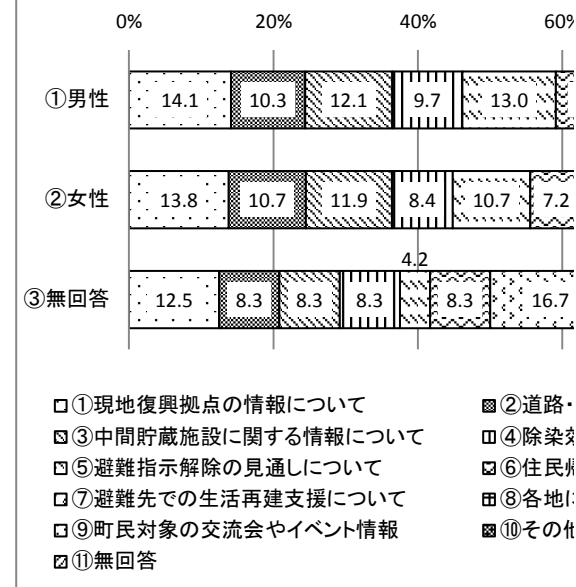 0% 20% 40% 60%
①男性 14.1 10.3 12.1 9.7 13.0
②女性 13.8 10.7 11.9 8.4 10.7 7.2
4.2
③無回答 12.5 8.3 8.3 8.3 8.3 16.7
①現地復興拠点の情報について ②道路・
③中間貯蔵施設に関する情報について ④除染
⑤避難指示解除の見通しについて ⑥住民
⑦避難先での生活再建支援について ⑧各地
⑨町民対象の交流会やイベント情報 ⑩その他
⑪無回答